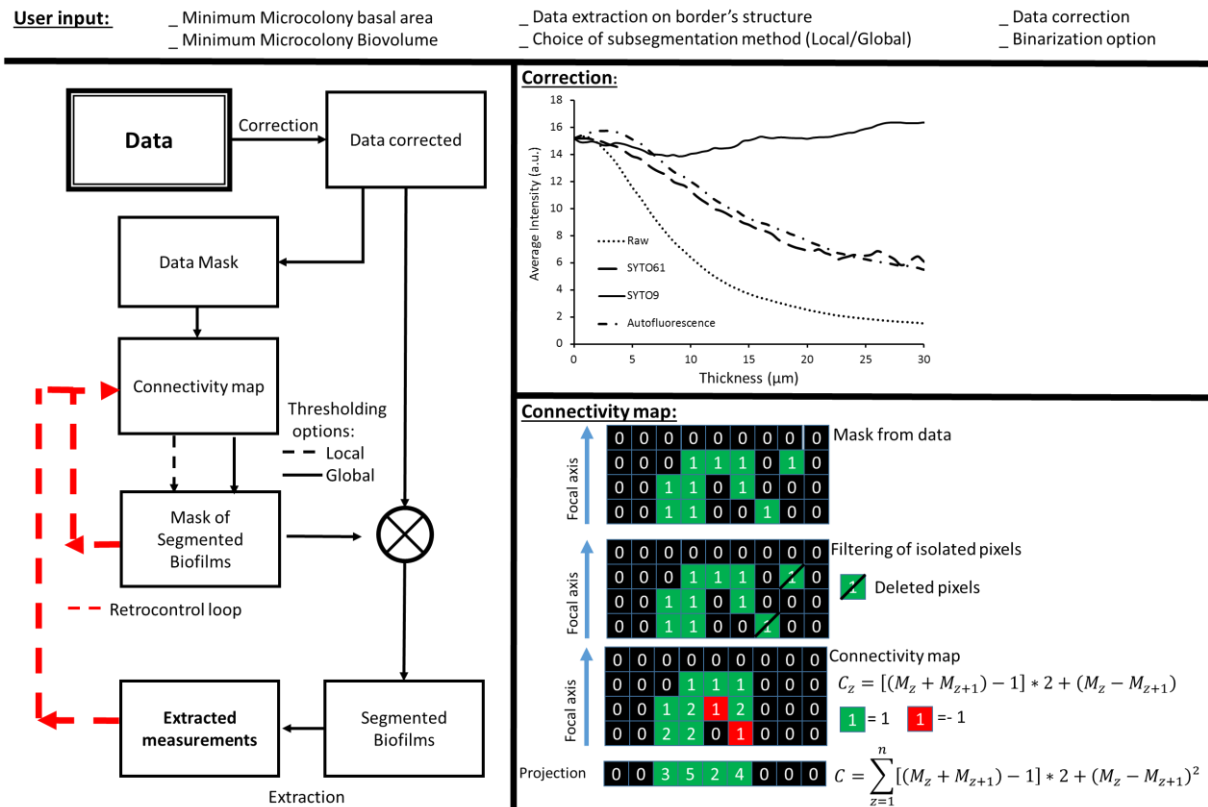 User input:
_ Minimum Microcolony basal area
_ Minimum Microcolony Biovolume
_ Data extraction on border's structure
_ Choice of subsegmentation method (Local/Global)
_ Data correction
_ Binarization option
Data
Correction
Data corrected
Data Mask
Connectivity map
Thresholding
options:
Local
Global
Mask of
Segmented
Biofilms
Retrocontrol loop
Extracted
measurements
Segmented
Biofilms
Extraction
Correction:
Average Intensity (a.u.)
18
16
14
12
10
8
6
4
2
0
Raw
SYTO61
SYTO9
Autofluorescence
0 5 10 15 20 25 30
Thickness (µm)
Connectivity map:
Focal axis
0 0 0 0 0 0 0 0 0
0 0 0 1 1 1 0 1 0
0 0 1 1 0 1 0 0 0
0 0 1 1 0 0 1 0 0
Mask from data
Focal axis
0 0 0 0 0 0 0 0 0
0 0 0 1 1 1 0 1 0
0 0 1 1 0 1 0 0 0
0 0 1 1 0 0 1 0 0
Filtering of isolated pixels
1 Deleted pixels
Focal axis
0 0 0 0 0 0 0 0 0
0 0 0 1 1 1 0 0 0
0 0 1 2 1 2 0 0 0
0 0 2 2 0 1 0 0 0
Connectivity map
C_z = [(M_z + M_{z+1}) − 1] * 2 + (M_z − M_{z+1})
1 = 1 1 =- 1
Projection
0 0 3 5 2 4 0 0 0
C = ∑_{z=1}^{n} [(M_z + M_{z+1}) − 1] * 2 + (M_z − M_{z+1})²